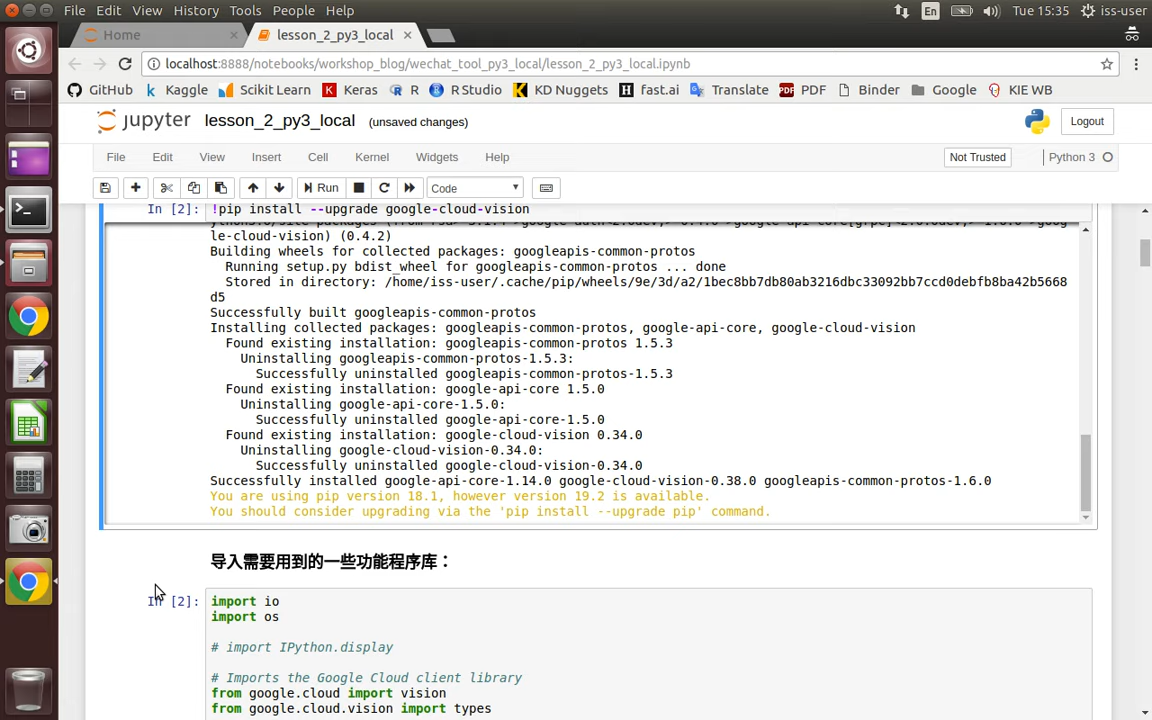 File Edit View History Tools People Help En Tue 15:35 iss-user
Home lesson_2_py3_local
localhost:8888/notebooks/workshop_blog/wechat_tool_py3_local/lesson_2_py3_local.ipynb
GitHub Kaggle Scikit Learn Keras R R Studio KD Nuggets fast.ai Translate PDF Binder Google KIE WB
jupyter lesson_2_py3_local (unsaved changes) Logout
File Edit View Insert Cell Kernel Widgets Help Not Trusted Python 3
Run Code
In [2]: !pip install --upgrade google-cloud-vision
le-cloud-vision) (0.4.2)
Building wheels for collected packages: googleapis-common-protos
Running setup.py bdist_wheel for googleapis-common-protos ... done
Stored in directory: /home/iss-user/.cache/pip/wheels/9e/3d/a2/1bec8bb7db80ab3216dbc33092bb7ccd0debfb8ba42b5668
d5
Successfully built googleapis-common-protos
Installing collected packages: googleapis-common-protos, google-api-core, google-cloud-vision
Found existing installation: googleapis-common-protos 1.5.3
Uninstalling googleapis-common-protos-1.5.3:
Successfully uninstalled googleapis-common-protos-1.5.3
Found existing installation: google-api-core 1.5.0
Uninstalling google-api-core-1.5.0:
Successfully uninstalled google-api-core-1.5.0
Found existing installation: google-cloud-vision 0.34.0
Uninstalling google-cloud-vision-0.34.0:
Successfully uninstalled google-cloud-vision-0.34.0
Successfully installed google-api-core-1.14.0 google-cloud-vision-0.38.0 googleapis-common-protos-1.6.0
You are using pip version 18.1, however version 19.2 is available.
You should consider upgrading via the 'pip install --upgrade pip' command.
导入需要用到的一些功能程序库：
In [2]: import io
import os
# import IPython.display
# Imports the Google Cloud client library
from google.cloud import vision
from google.cloud.vision import types